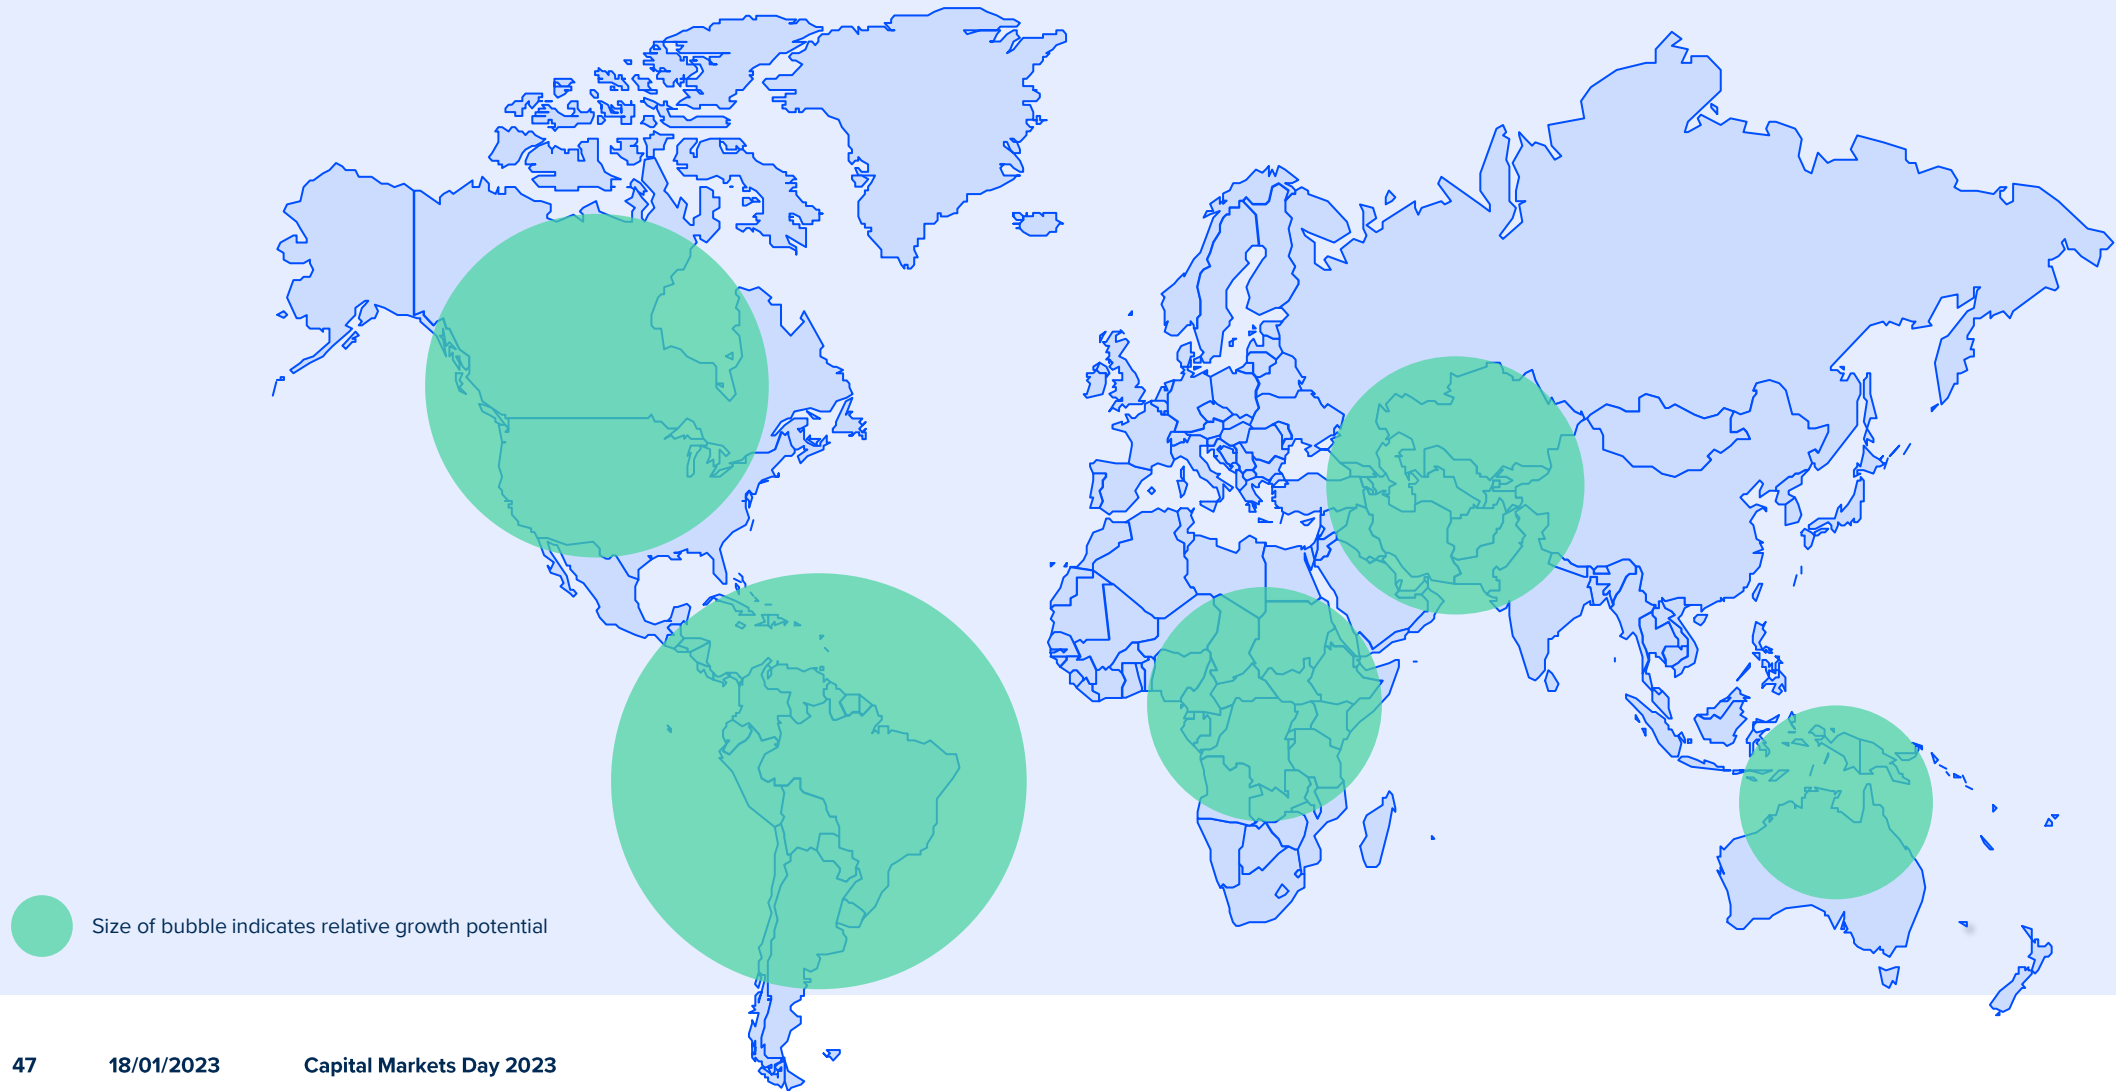 Size of bubble indicates relative growth potential
47 18/01/2023 Capital Markets Day 2023